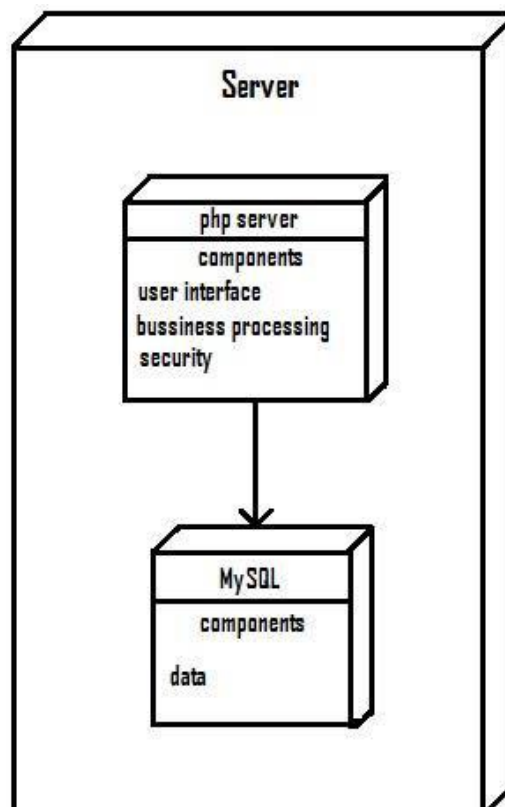 Server
php server
components
user interface
bussiness processing
security
MySQL
components
data